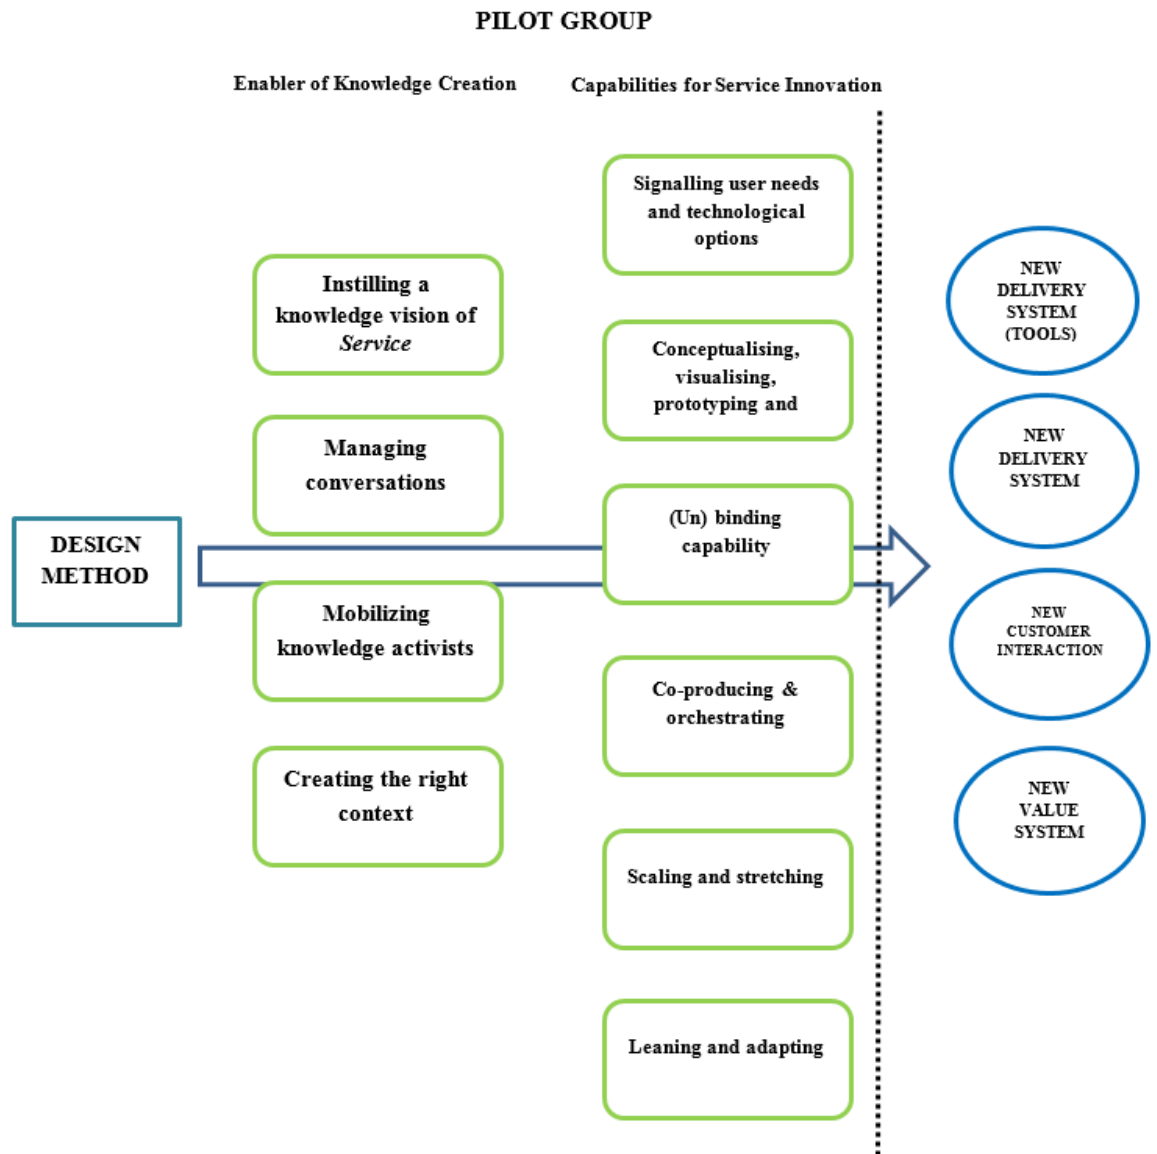 PILOT GROUP
Enabler of Knowledge Creation
Capabilities for Service Innovation
DESIGN
METHOD
Instilling a
knowledge vision of
Service
Managing
conversations
Mobilizing
knowledge activists
Creating the right
context
Signalling user needs
and technological
options
Conceptualising,
visualising,
prototyping and
(Un) binding
capability
Co-producing &
orchestrating
Scaling and stretching
Leaning and adapting
NEW
DELIVERY
SYSTEM
(TOOLS)
NEW
DELIVERY
SYSTEM
NEW
CUSTOMER
INTERACTION
NEW
VALUE
SYSTEM